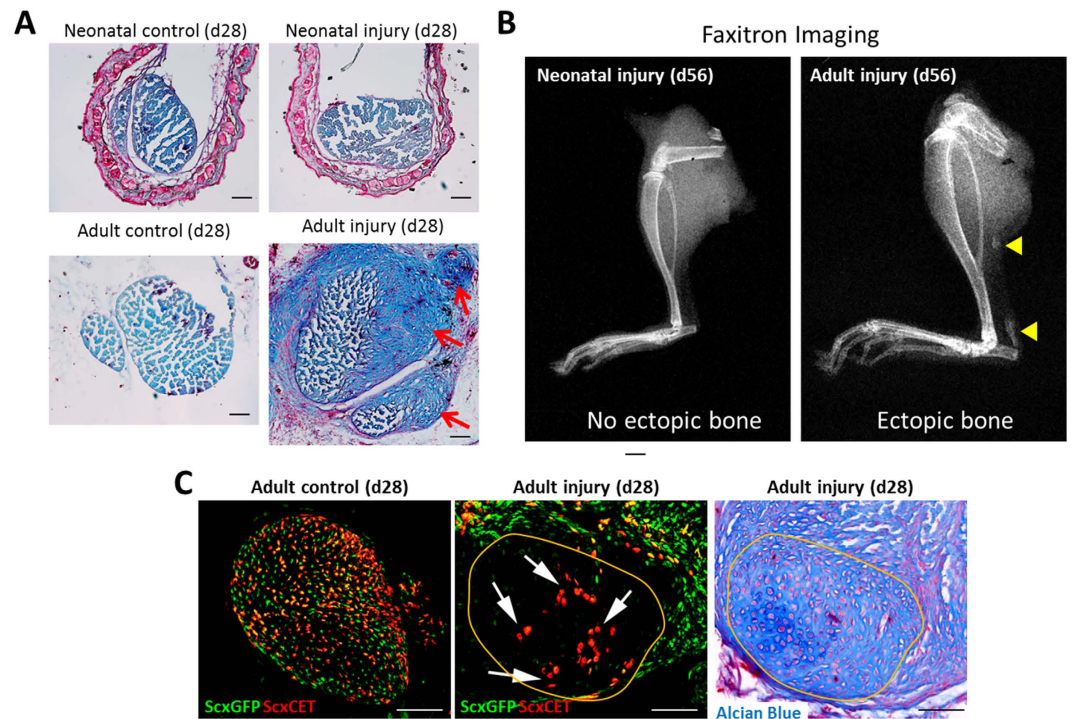 A
Neonatal control (d28)
Neonatal injury (d28)
Adult control (d28)
Adult injury (d28)
B
Faxitron Imaging
Neonatal injury (d56)
Adult injury (d56)
No ectopic bone
Ectopic bone
C
Adult control (d28)
Adult injury (d28)
Adult injury (d28)
ScxGFP ScxCET
ScxGFP ScxCET
Alcian Blue